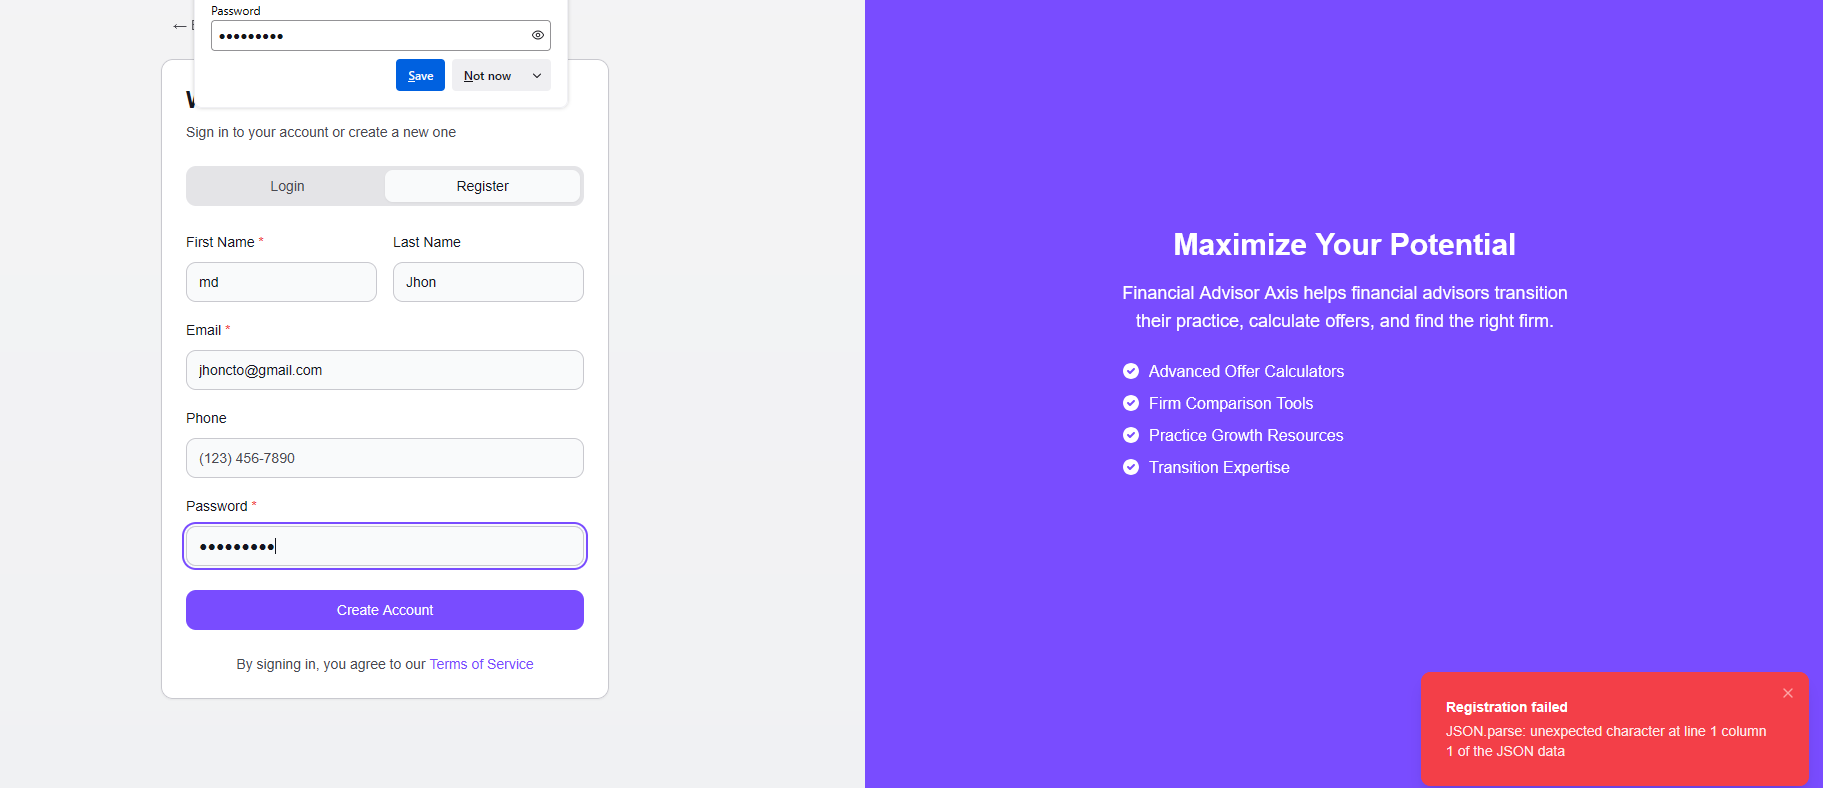 Password
●●●●●●●●●
Save
Not now
Sign in to your account or create a new one
Login
Register
First Name *
Last Name
md
Jhon
Email *
jhoncto@gmail.com
Phone
(123) 456-7890
Password *
●●●●●●●●●
Create Account
By signing in, you agree to our Terms of Service
Maximize Your Potential
Financial Advisor Axis helps financial advisors transition
their practice, calculate offers, and find the right firm.
Advanced Offer Calculators
Firm Comparison Tools
Practice Growth Resources
Transition Expertise
Registration failed
JSON.parse: unexpected character at line 1 column
1 of the JSON data